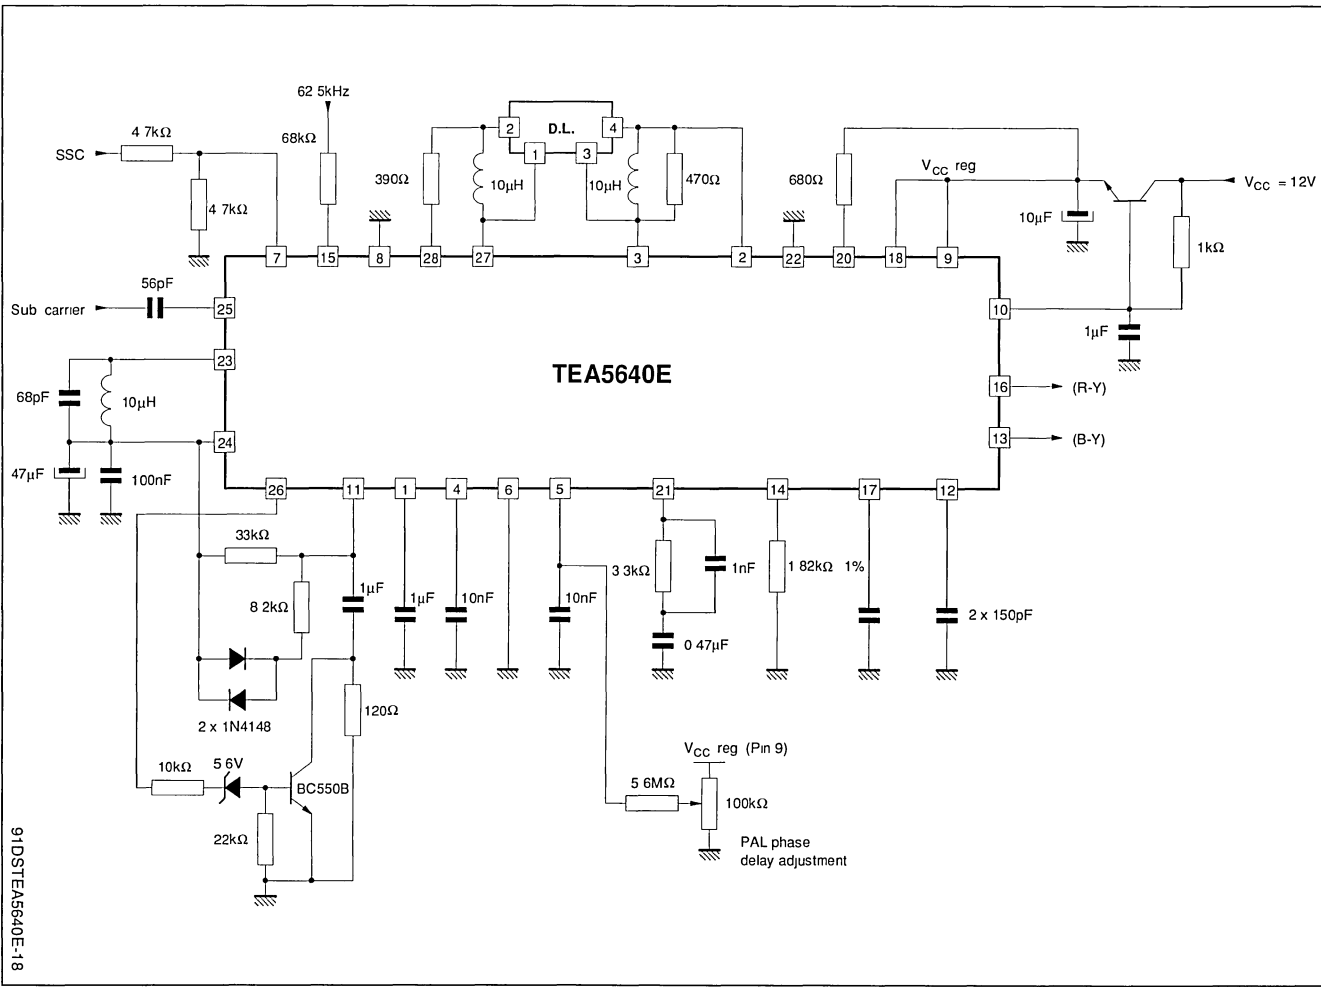 62 5kHz
4 7kΩ
68kΩ
SSC
2
D.L.
4
1
3
390Ω
10µH
10µH
470Ω
680Ω
VCC reg
VCC = 12V
10µF
4 7kΩ
1kΩ
7
15
8
28
27
3
2
22
20
18
9
56pF
Sub carrier
25
10
1µF
23
TEA5640E
16
(R-Y)
68pF
10µH
24
13
(B-Y)
47µF
100nF
26
11
1
4
6
5
21
14
17
12
33kΩ
3 3kΩ
1nF
1 82kΩ 1%
8 2kΩ
1µF
1µF
10nF
10nF
2 x 150pF
0 47µF
2 x 1N4148
120Ω
VCC reg (Pin 9)
10kΩ
5 6V
BC550B
5 6MΩ
100kΩ
22kΩ
PAL phase
delay adjustment
91DSTEA5640E-18